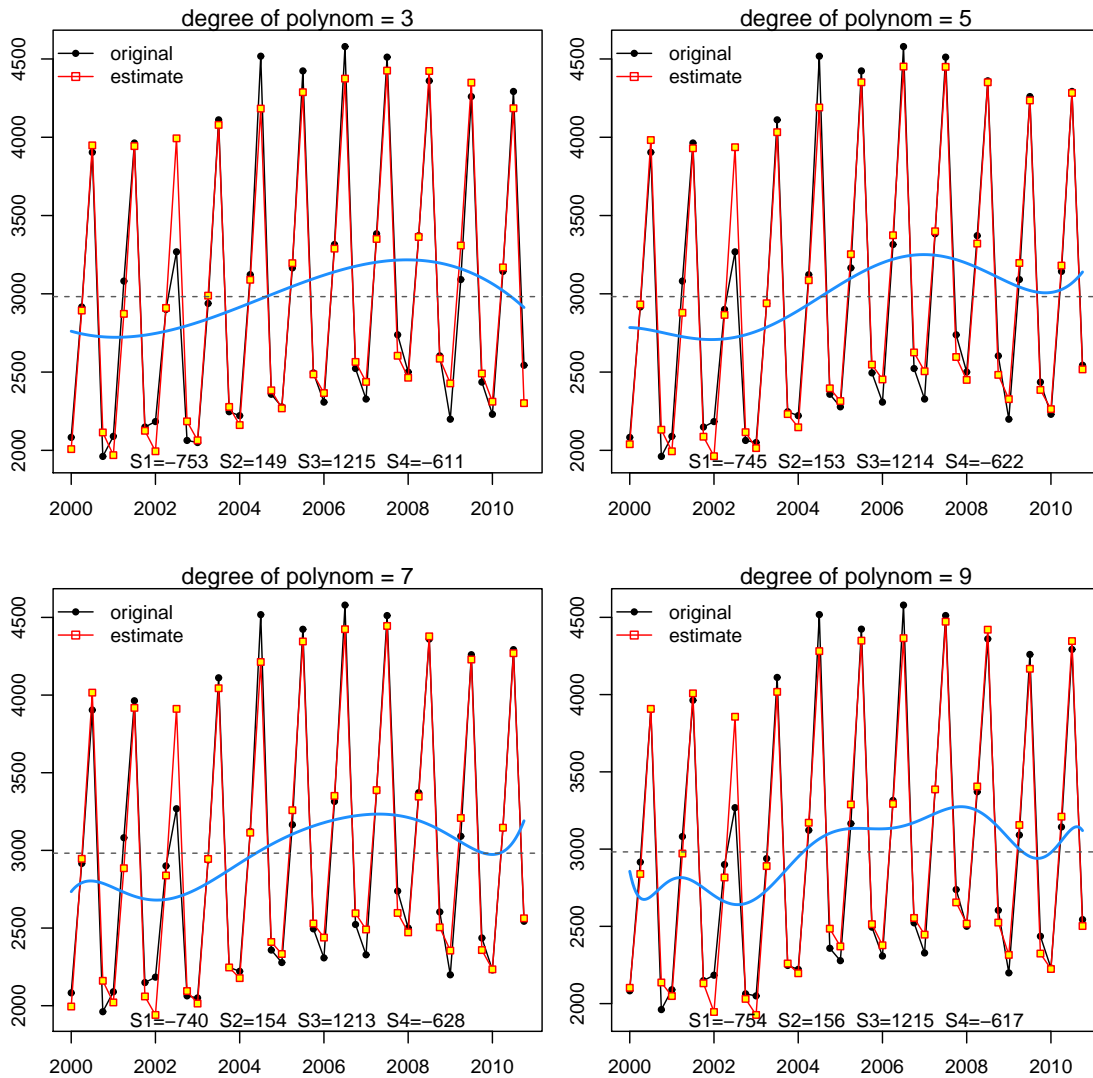 degree of polynom = 3
original
estimate
4500
4000
3500
3000
2500
2000
S1=−753 S2=149 S3=1215 S4=−611
2000 2002 2004 2006 2008 2010
degree of polynom = 5
original
estimate
4500
4000
3500
3000
2500
2000
S1=−745 S2=153 S3=1214 S4=−622
2000 2002 2004 2006 2008 2010
degree of polynom = 7
original
estimate
4500
4000
3500
3000
2500
2000
S1=−740 S2=154 S3=1213 S4=−628
2000 2002 2004 2006 2008 2010
degree of polynom = 9
original
estimate
4500
4000
3500
3000
2500
2000
S1=−754 S2=156 S3=1215 S4=−617
2000 2002 2004 2006 2008 2010